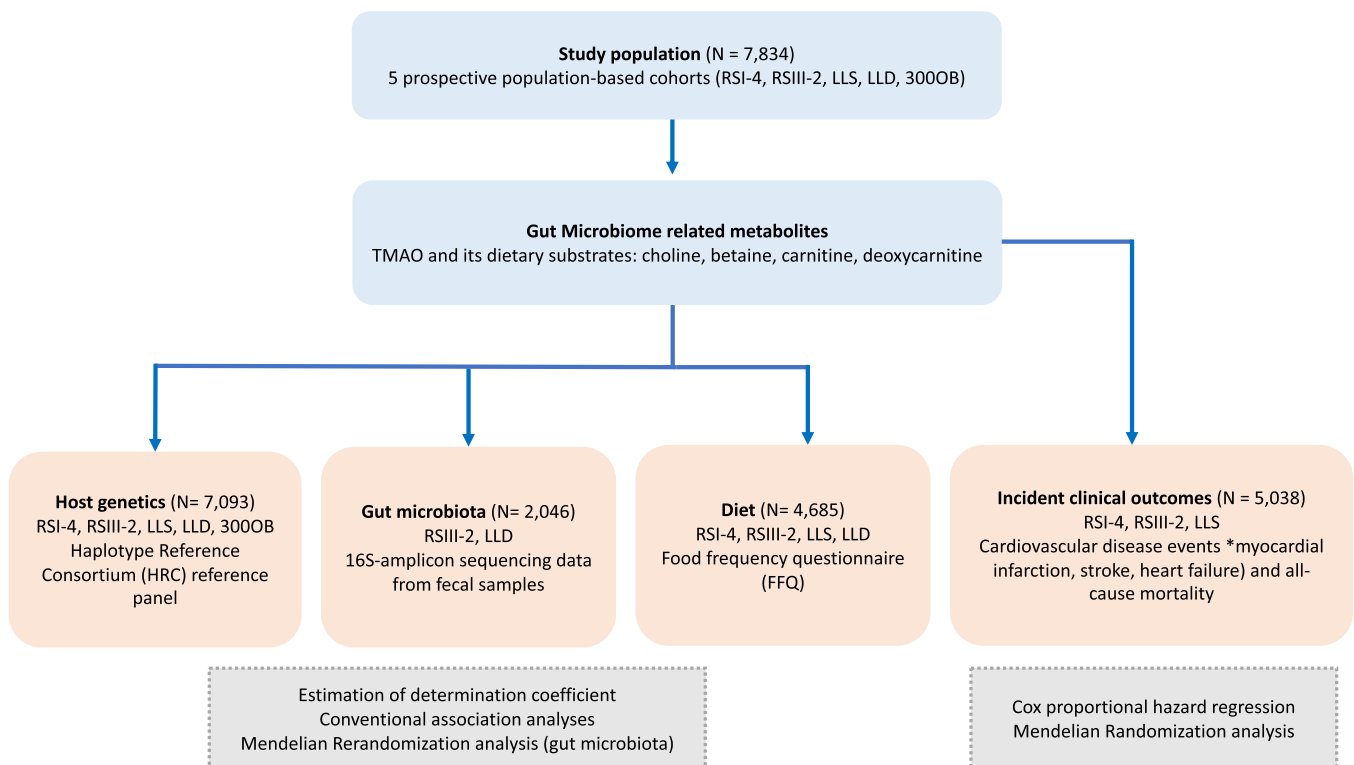 Study population (N = 7,834)
5 prospective population-based cohorts (RSI-4, RSIII-2, LLS, LLD, 300OB)
Gut Microbiome related metabolites
TMAO and its dietary substrates: choline, betaine, carnitine, deoxycarnitine
Host genetics (N= 7,093)
RSI-4, RSIII-2, LLS, LLD, 300OB
Haplotype Reference
Consortium (HRC) reference
panel
Gut microbiota (N= 2,046)
RSIII-2, LLD
16S-amplicon sequencing data
from fecal samples
Diet (N= 4,685)
RSI-4, RSIII-2, LLS, LLD
Food frequency questionnaire
(FFQ)
Incident clinical outcomes (N = 5,038)
RSI-4, RSIII-2, LLS
Cardiovascular disease events *myocardial
infarction, stroke, heart failure) and all-
cause mortality
Estimation of determination coefficient
Conventional association analyses
Mendelian Rerandomization analysis (gut microbiota)
Cox proportional hazard regression
Mendelian Randomization analysis